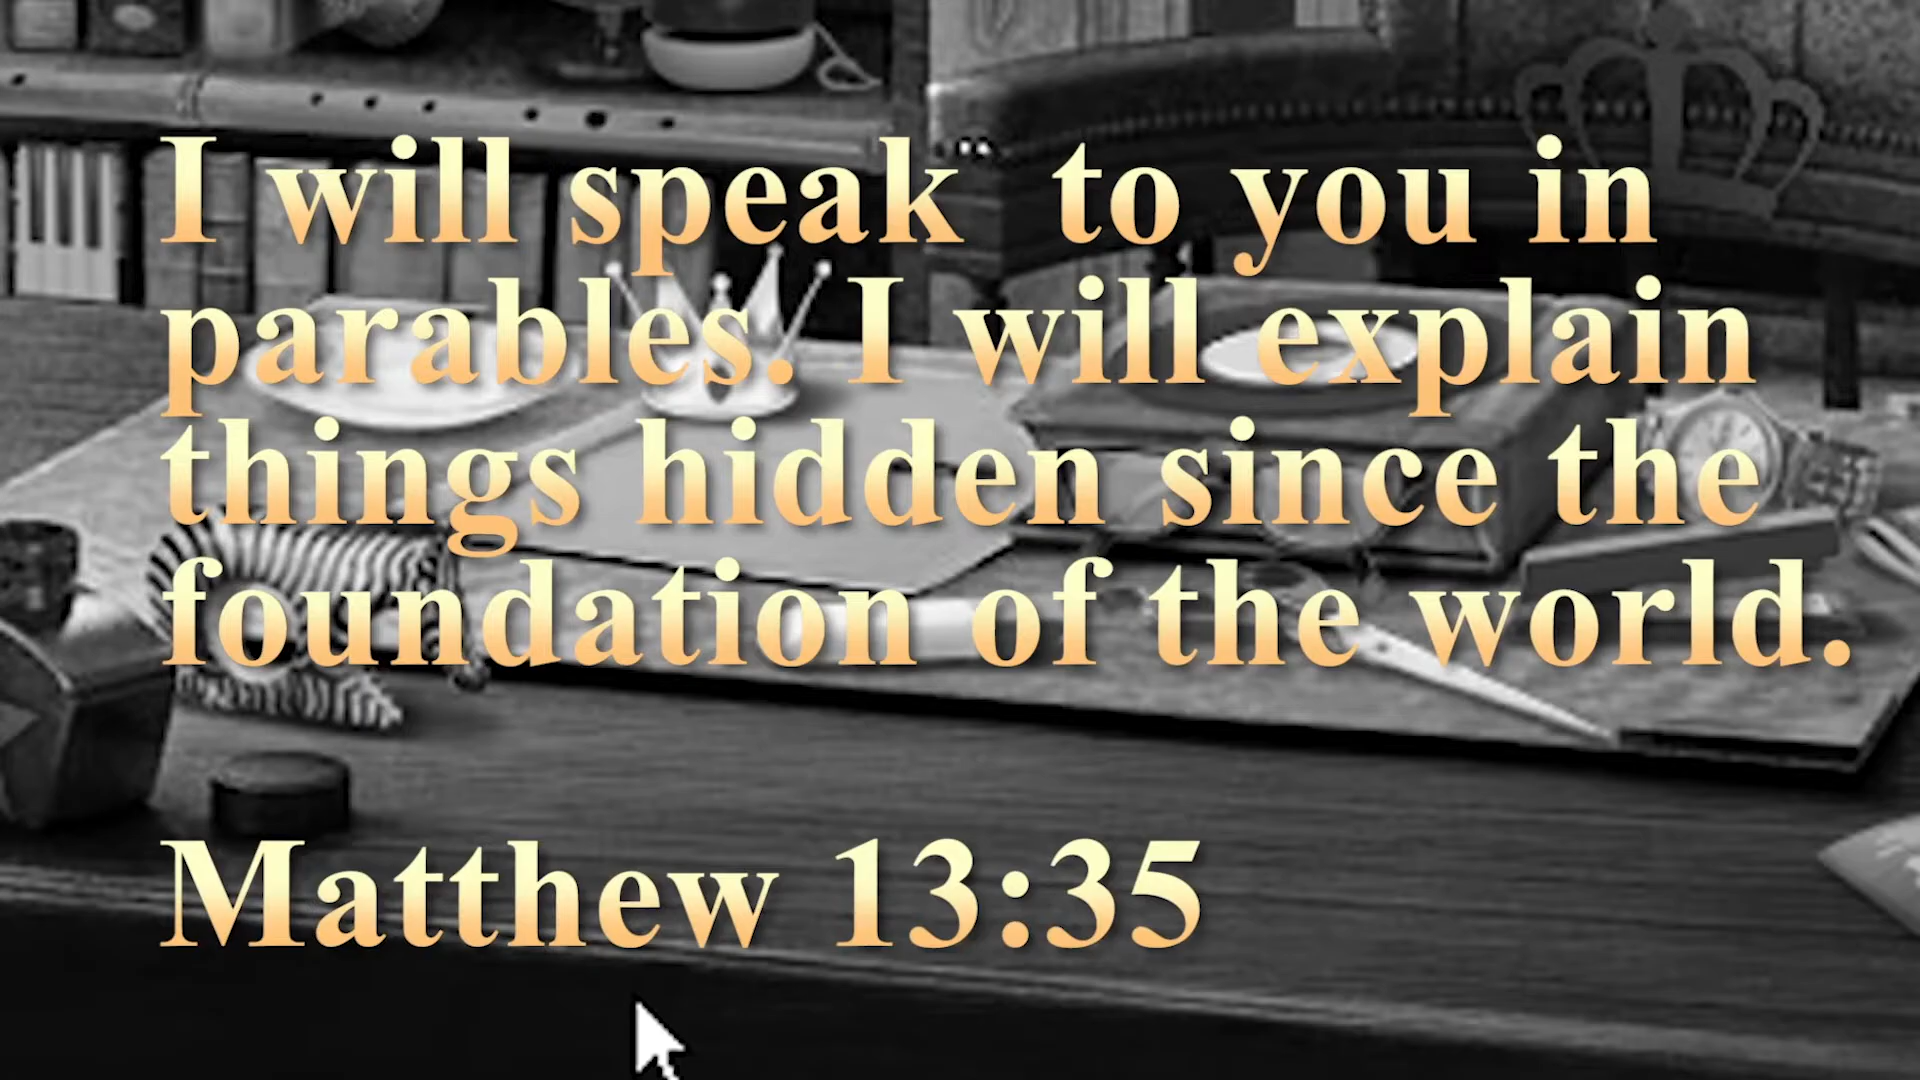 I will speak to you in
parables. I will explain
things hidden since the
foundation of the world.
Matthew 13:35